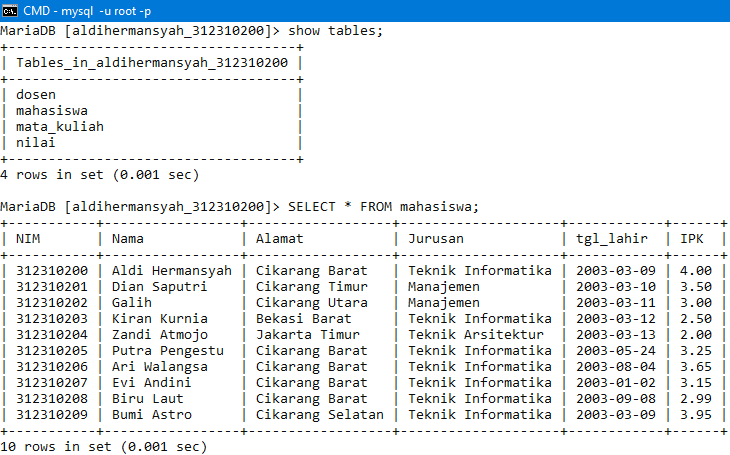 CMD - mysql -u root -p
MariaDB [aldihermansyah_312310200]> show tables;
+------------------------------------+
| Tables_in_aldihermansyah_312310200 |
+------------------------------------+
| dosen                              |
| mahasiswa                          |
| mata_kuliah                        |
| nilai                              |
+------------------------------------+
4 rows in set (0.001 sec)

MariaDB [aldihermansyah_312310200]> SELECT * FROM mahasiswa;
+-----------+-----------------+------------------+--------------------+------------+------+
| NIM       | Nama            | Alamat           | Jurusan            | tgl_lahir  | IPK  |
+-----------+-----------------+------------------+--------------------+------------+------+
| 312310200 | Aldi Hermansyah | Cikarang Barat   | Teknik Informatika | 2003-03-09 | 4.00 |
| 312310201 | Dian Saputri    | Cikarang Timur   | Manajemen          | 2003-03-10 | 3.50 |
| 312310202 | Galih           | Cikarang Utara   | Manajemen          | 2003-03-11 | 3.00 |
| 312310203 | Kiran Kurnia    | Bekasi Barat     | Teknik Informatika | 2003-03-12 | 2.50 |
| 312310204 | Zandi Atmojo    | Jakarta Timur    | Teknik Arsitektur  | 2003-03-13 | 2.00 |
| 312310205 | Putra Pengestu  | Cikarang Barat   | Teknik Informatika | 2003-05-24 | 3.25 |
| 312310206 | Ari Walangsa    | Cikarang Barat   | Teknik Informatika | 2003-08-04 | 3.65 |
| 312310207 | Evi Andini      | Cikarang Barat   | Teknik Informatika | 2003-01-02 | 3.15 |
| 312310208 | Biru Laut       | Cikarang Barat   | Teknik Informatika | 2003-09-08 | 2.99 |
| 312310209 | Bumi Astro      | Cikarang Selatan | Teknik Informatika | 2003-03-09 | 3.95 |
+-----------+-----------------+------------------+--------------------+------------+------+
10 rows in set (0.001 sec)